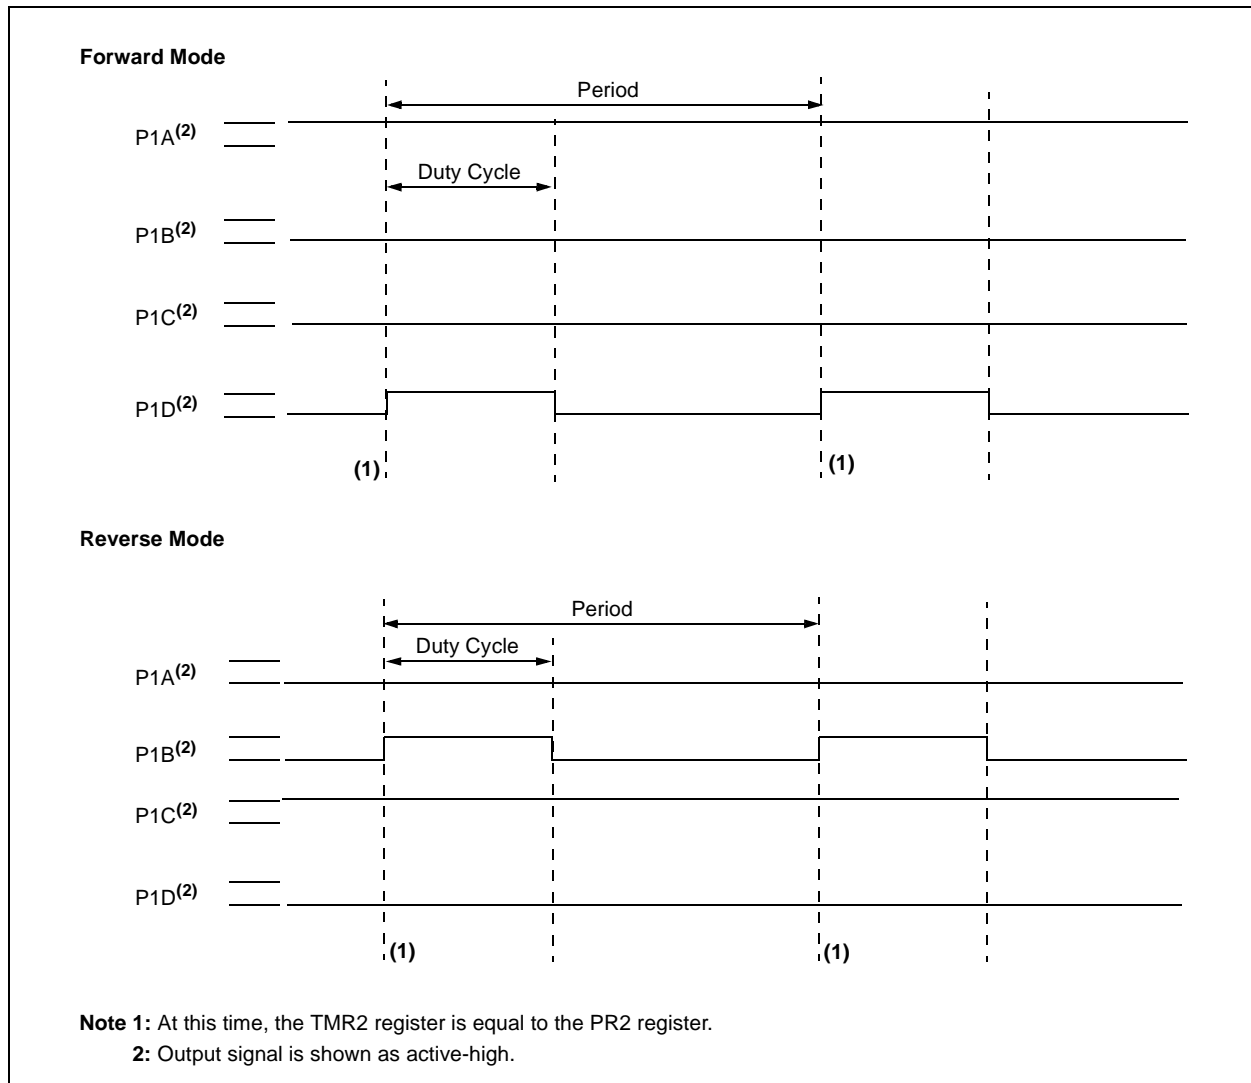 Forward Mode
Period
P1A(2)
Duty Cycle
P1B(2)
P1C(2)
P1D(2)
(1)
(1)
Reverse Mode
Period
Duty Cycle
P1A(2)
P1B(2)
P1C(2)
P1D(2)
(1)
(1)
Note 1: At this time, the TMR2 register is equal to the PR2 register.
2: Output signal is shown as active-high.